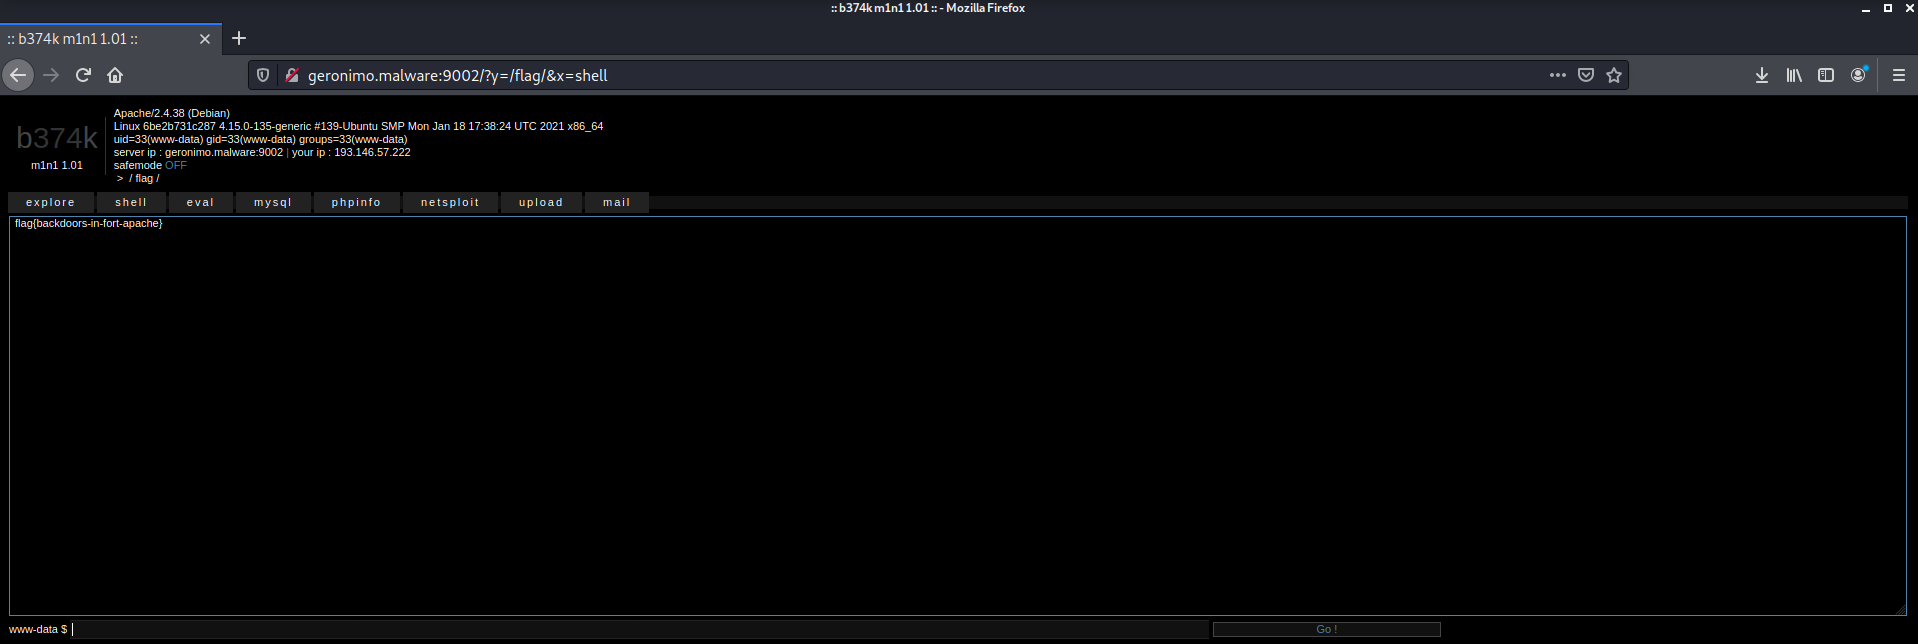 :: b374k m1n1 1.01 :: - Mozilla Firefox
:: b374k m1n1 1.01 ::
geronimo.malware:9002/?y=/flag/&x=shell
b374k
m1n1 1.01
Apache/2.4.38 (Debian)
Linux 6be2b731c287 4.15.0-135-generic #139-Ubuntu SMP Mon Jan 18 17:38:24 UTC 2021 x86_64
uid=33(www-data) gid=33(www-data) groups=33(www-data)
server ip : geronimo.malware:9002 | your ip : 193.146.57.222
safemode OFF
> / flag /
explore shell eval mysql phpinfo netsploit upload mail
flag{backdoors-in-fort-apache}
www-data $ Go !